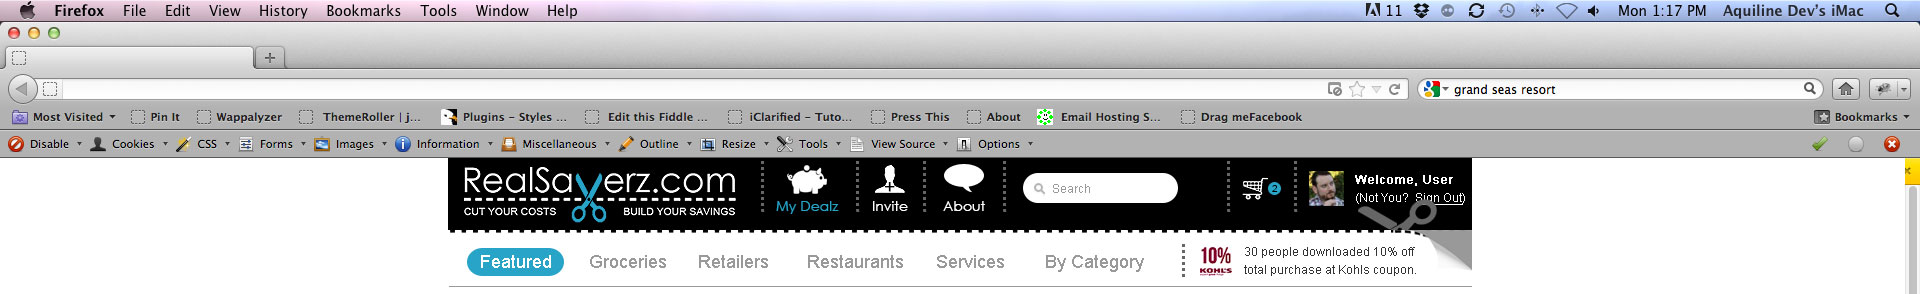 Firefox File Edit View History Bookmarks Tools Window Help 11 Mon 1:17 PM Aquiline Dev's iMac
grand seas resort
Most Visited Pin It Wappalyzer ThemeRoller | j... Plugins - Styles ... Edit this Fiddle ... iClarified - Tuto... Press This About Email Hosting S... Drag meFacebook Bookmarks
Disable Cookies CSS Forms Images Information Miscellaneous Outline Resize Tools View Source Options
RealSaverz.com
CUT YOUR COSTS BUILD YOUR SAVINGS
My Dealz Invite About
Search
2
Welcome, User
(Not You? Sign Out)
Featured Groceries Retailers Restaurants Services By Category
10%
KOHL'S
30 people downloaded 10% off
total purchase at Kohls coupon.